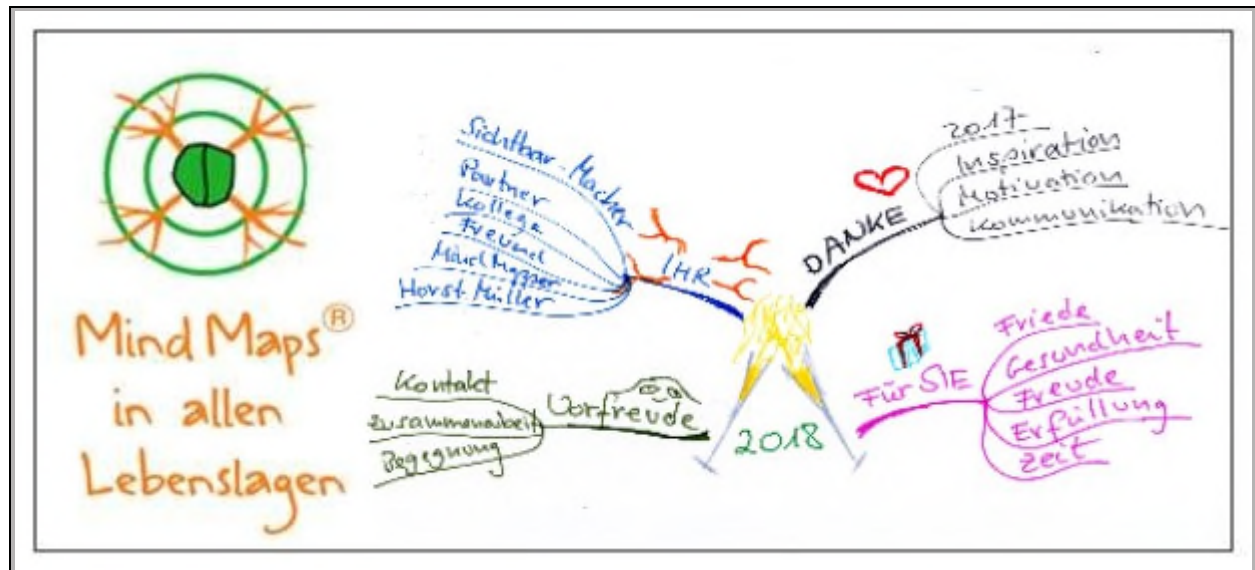 Mind Maps®
in allen
Lebenslagen
DANKE
2017
Inspiration
Motivation
Kommunikation
Für SIE
Friede
Gesundheit
Freude
Erfüllung
Zeit
Vorfreude
Kontakt
Zusammenarbeit
Begegnung
IHR
Sichtbar-Macher
Partner
Kollege
Freund
Mind Mapper
Horst Müller
2018